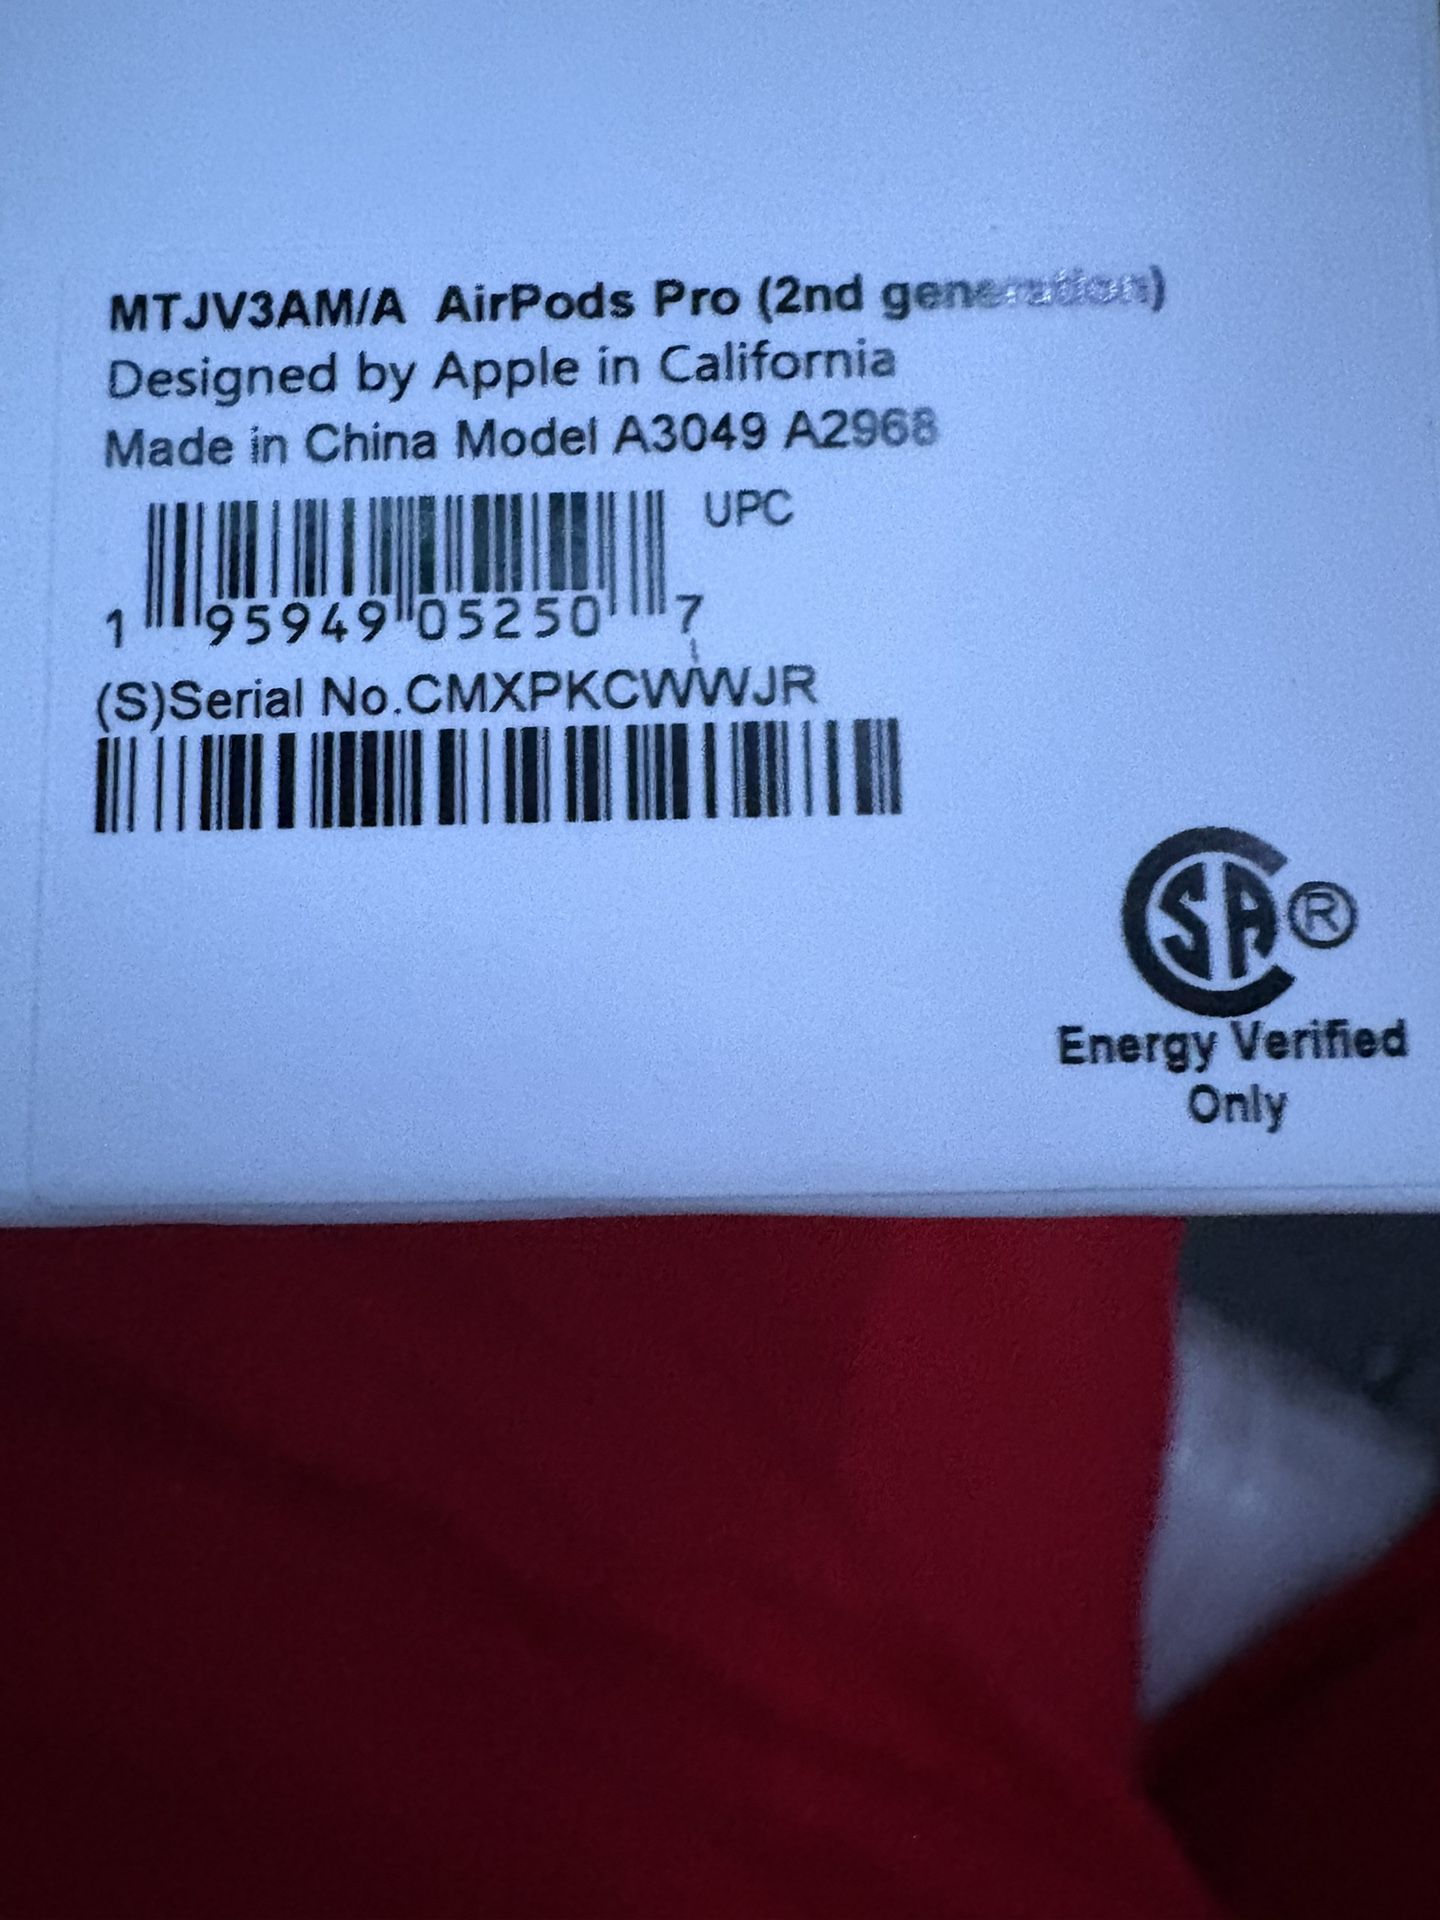 MTJV3AM/A AirPods Pro (2nd generation)
Designed by Apple in California
Made in China Model A3049 A2968
UPC
1 95949 05250 7
(S)Serial No.CMXPKCWWJR
CSA®
Energy Verified
Only